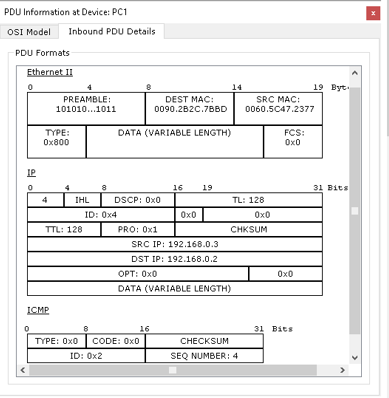 PDU Information at Device: PC1
x
OSI Model Inbound PDU Details
PDU Formats
Ethernet II
0 4 8 14 19 Byt
PREAMBLE: DEST MAC: SRC MAC:
101010...1011 0090.2B2C.7BBD 0060.5C47.2377
TYPE: DATA (VARIABLE LENGTH) FCS:
0x800 0x0
IP
0 4 8 16 19 31 Bits
4 IHL DSCP: 0x0 TL: 128
ID: 0x4 0x0 0x0
TTL: 128 PRO: 0x1 CHKSUM
SRC IP: 192.168.0.3
DST IP: 192.168.0.2
OPT: 0x0 0x0
DATA (VARIABLE LENGTH)
ICMP
0 8 16 31 Bits
TYPE: 0x0 CODE: 0x0 CHECKSUM
ID: 0x2 SEQ NUMBER: 4